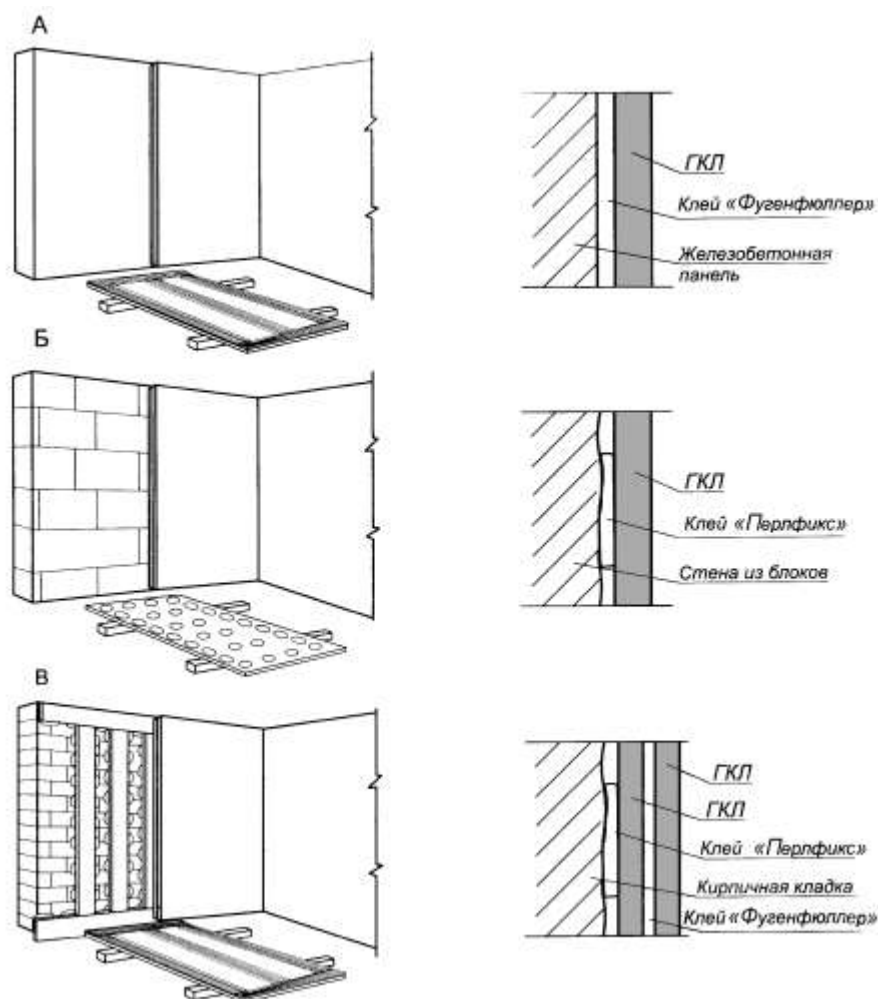 А
ГКЛ
Клей «Фугенфюллер»
Железобетонная
панель
Б
ГКЛ
Клей «Перлфикс»
Стена из блоков
В
ГКЛ
ГКЛ
Клей «Перлфикс»
Кирпичная кладка
Клей«Фугенфюллер»